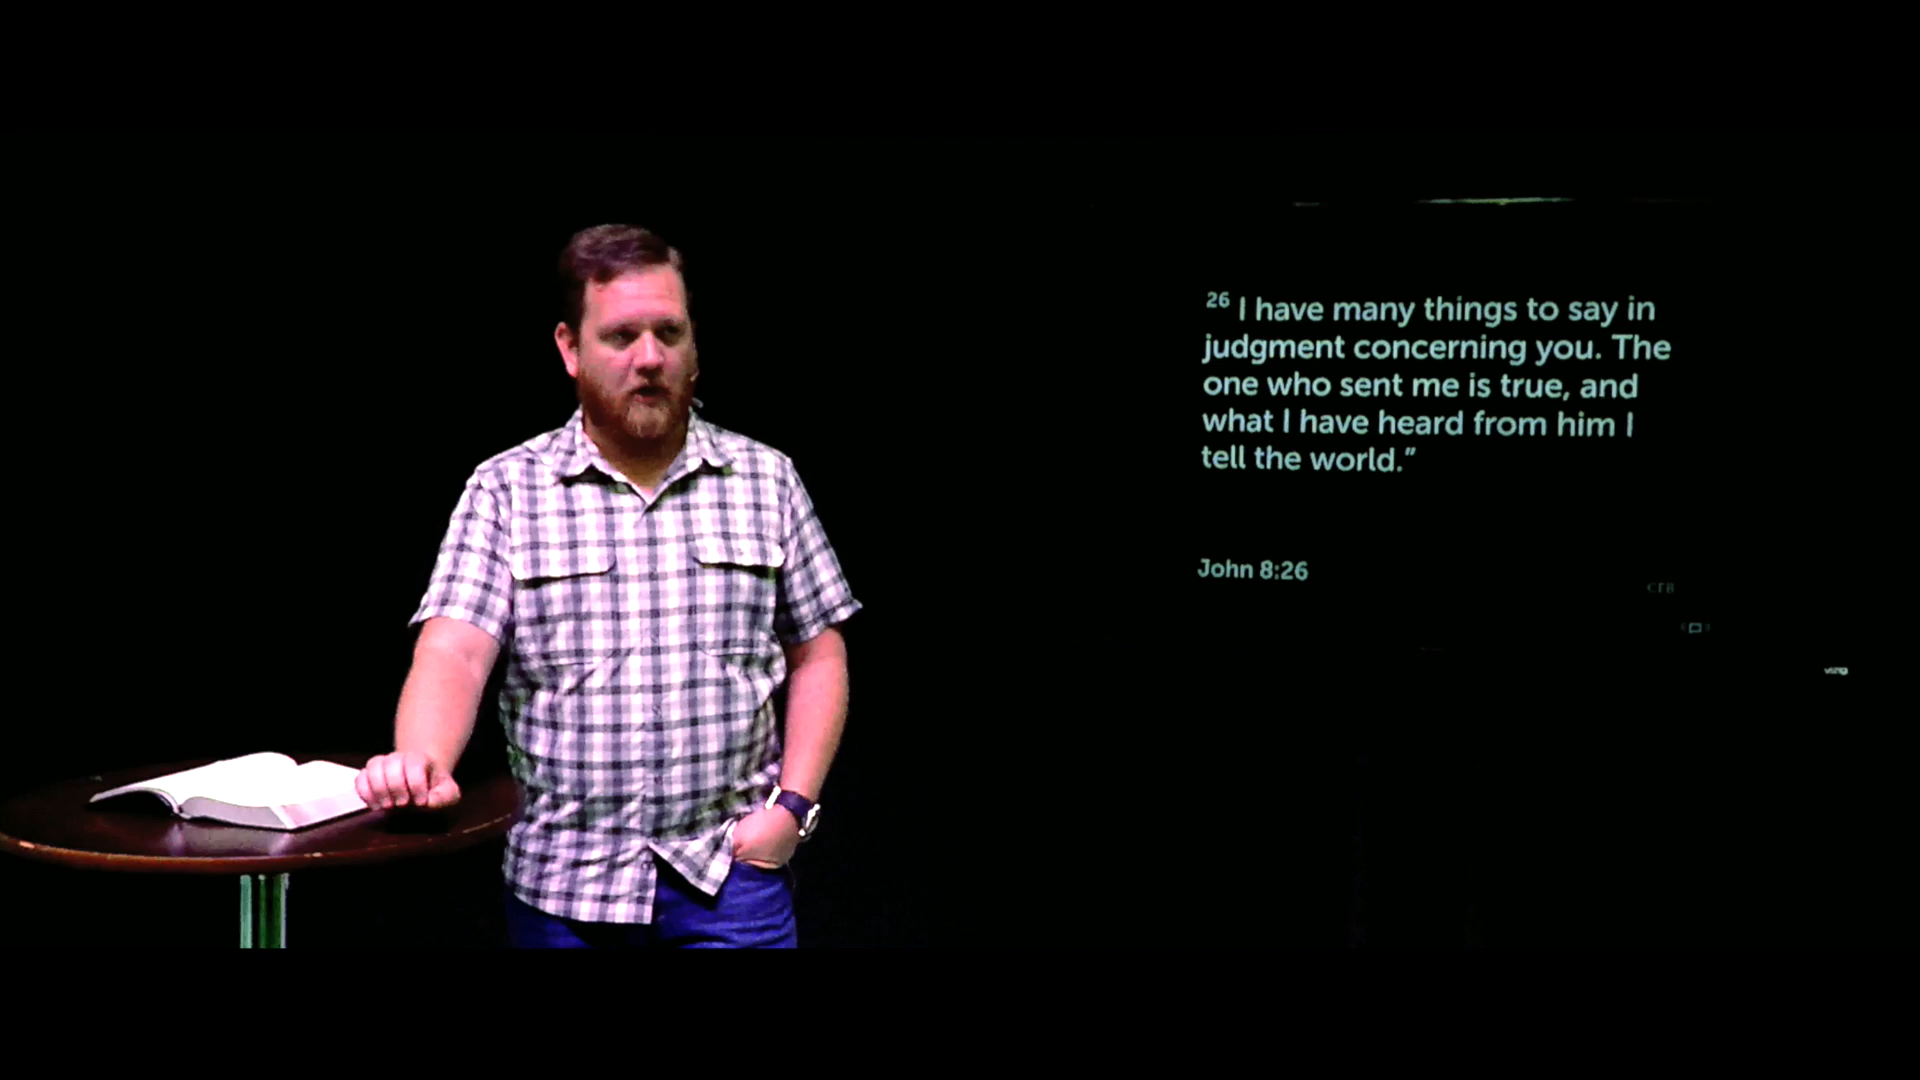 26 I have many things to say in
judgment concerning you. The
one who sent me is true, and
what I have heard from him I
tell the world.”
John 8:26
CEB